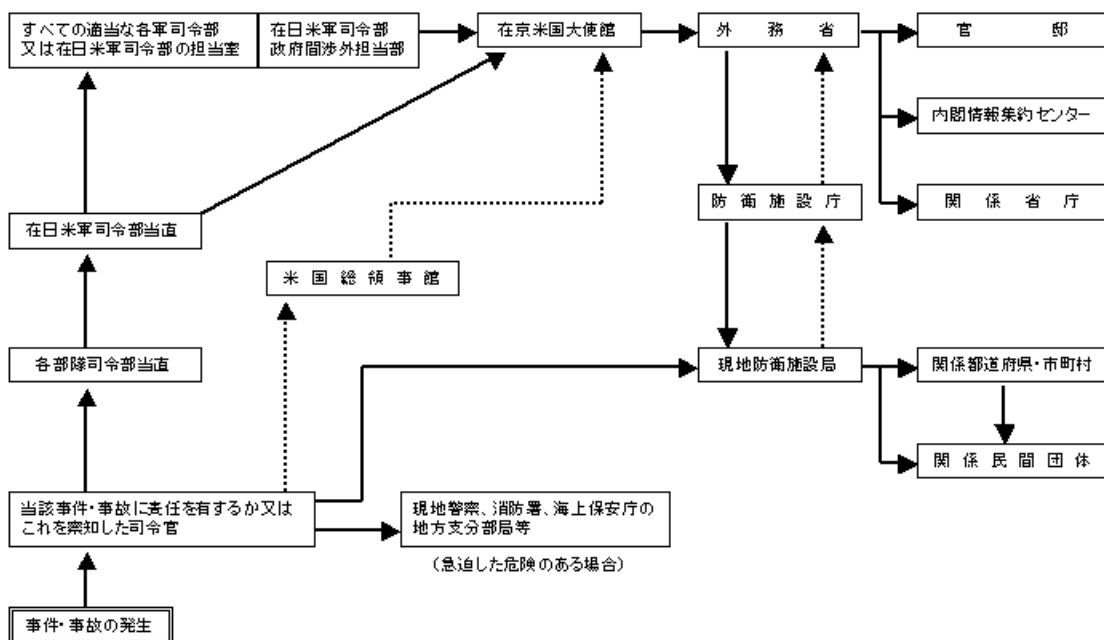 すべての適当な各軍司令部
又は在日米軍司令部の担当室
在日米軍司令部
政府間渉外担当部
在京米国大使館
外務省
官邸
内閣情報集約センター
防衛施設庁
関係省庁
在日米軍司令部当直
米国総領事館
各部隊司令部当直
現地防衛施設局
関係都道府県・市町村
関係民間団体
当該事件・事故に責任を有するか又は
これを察知した司令官
現地警察、消防署、海上保安庁の
地方支分部局等
(急迫した危険のある場合)
事件・事故の発生